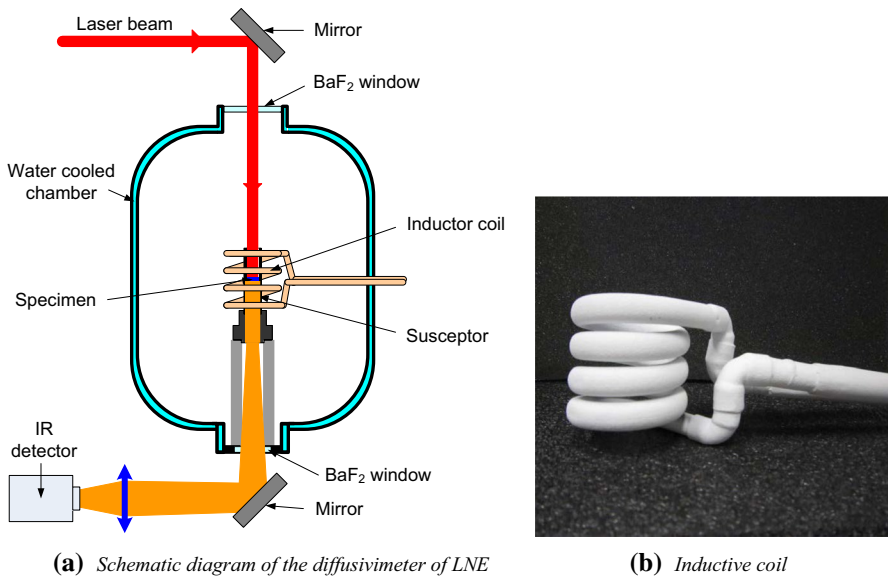 Laser beam
Mirror
BaF₂ window
Water cooled
chamber
Inductor coil
Specimen
Susceptor
IR
detector
BaF₂ window
Mirror
(a) Schematic diagram of the diffusivimeter of LNE
(b) Inductive coil